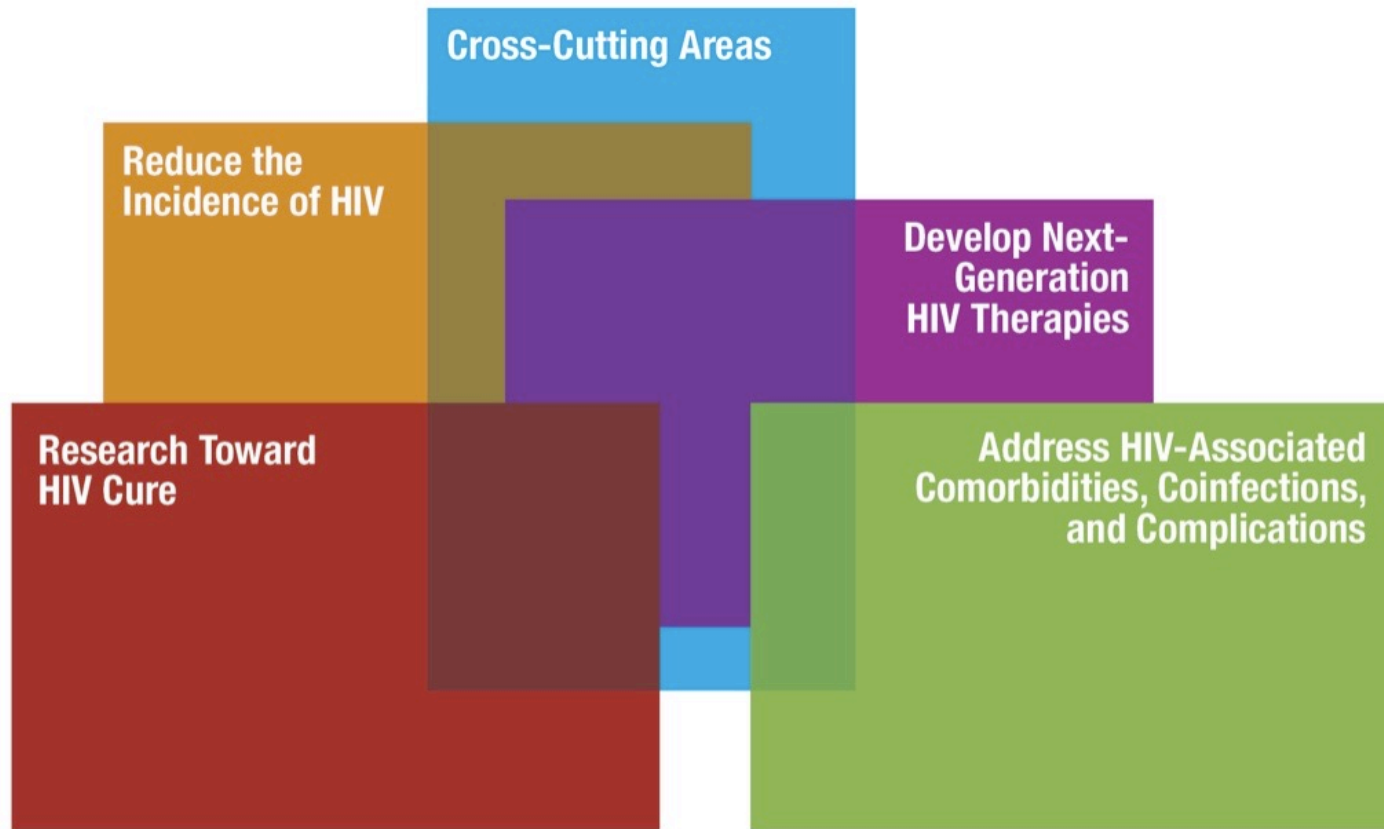 Cross-Cutting Areas
Reduce the
Incidence of HIV
Develop Next-
Generation
HIV Therapies
Research Toward
HIV Cure
Address HIV-Associated
Comorbidities, Coinfections,
and Complications